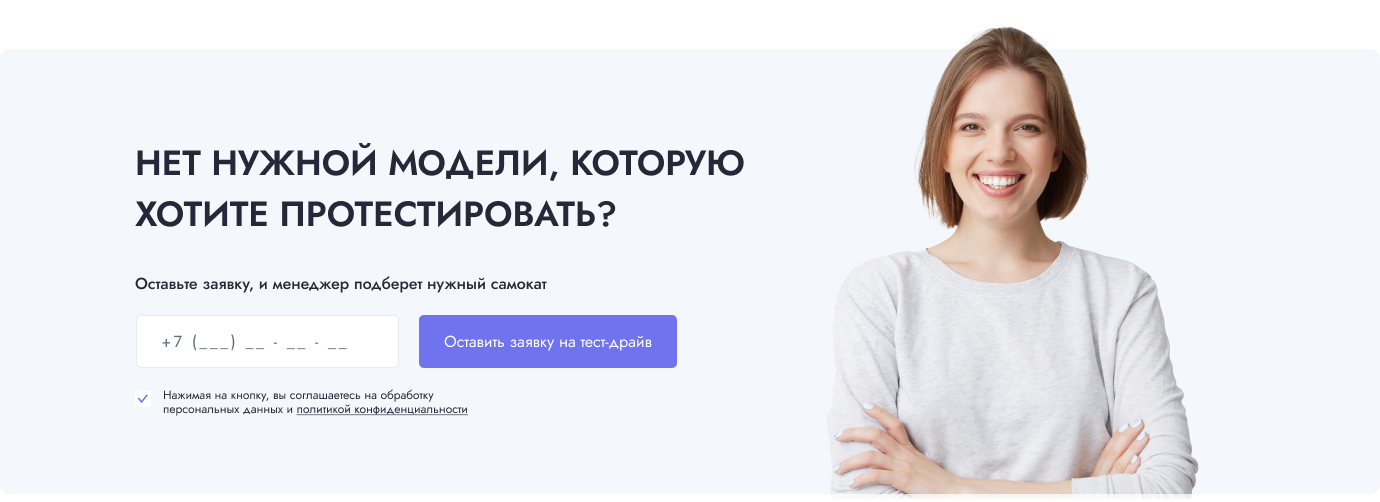 НЕТ НУЖНОЙ МОДЕЛИ, КОТОРУЮ
ХОТИТЕ ПРОТЕСТИРОВАТЬ?
Оставьте заявку, и менеджер подберет нужный самокат
+7 (___) __ - __ - __
Оставить заявку на тест-драйв
Нажимая на кнопку, вы соглашаетесь на обработку
персональных данных и политикой конфиденциальности